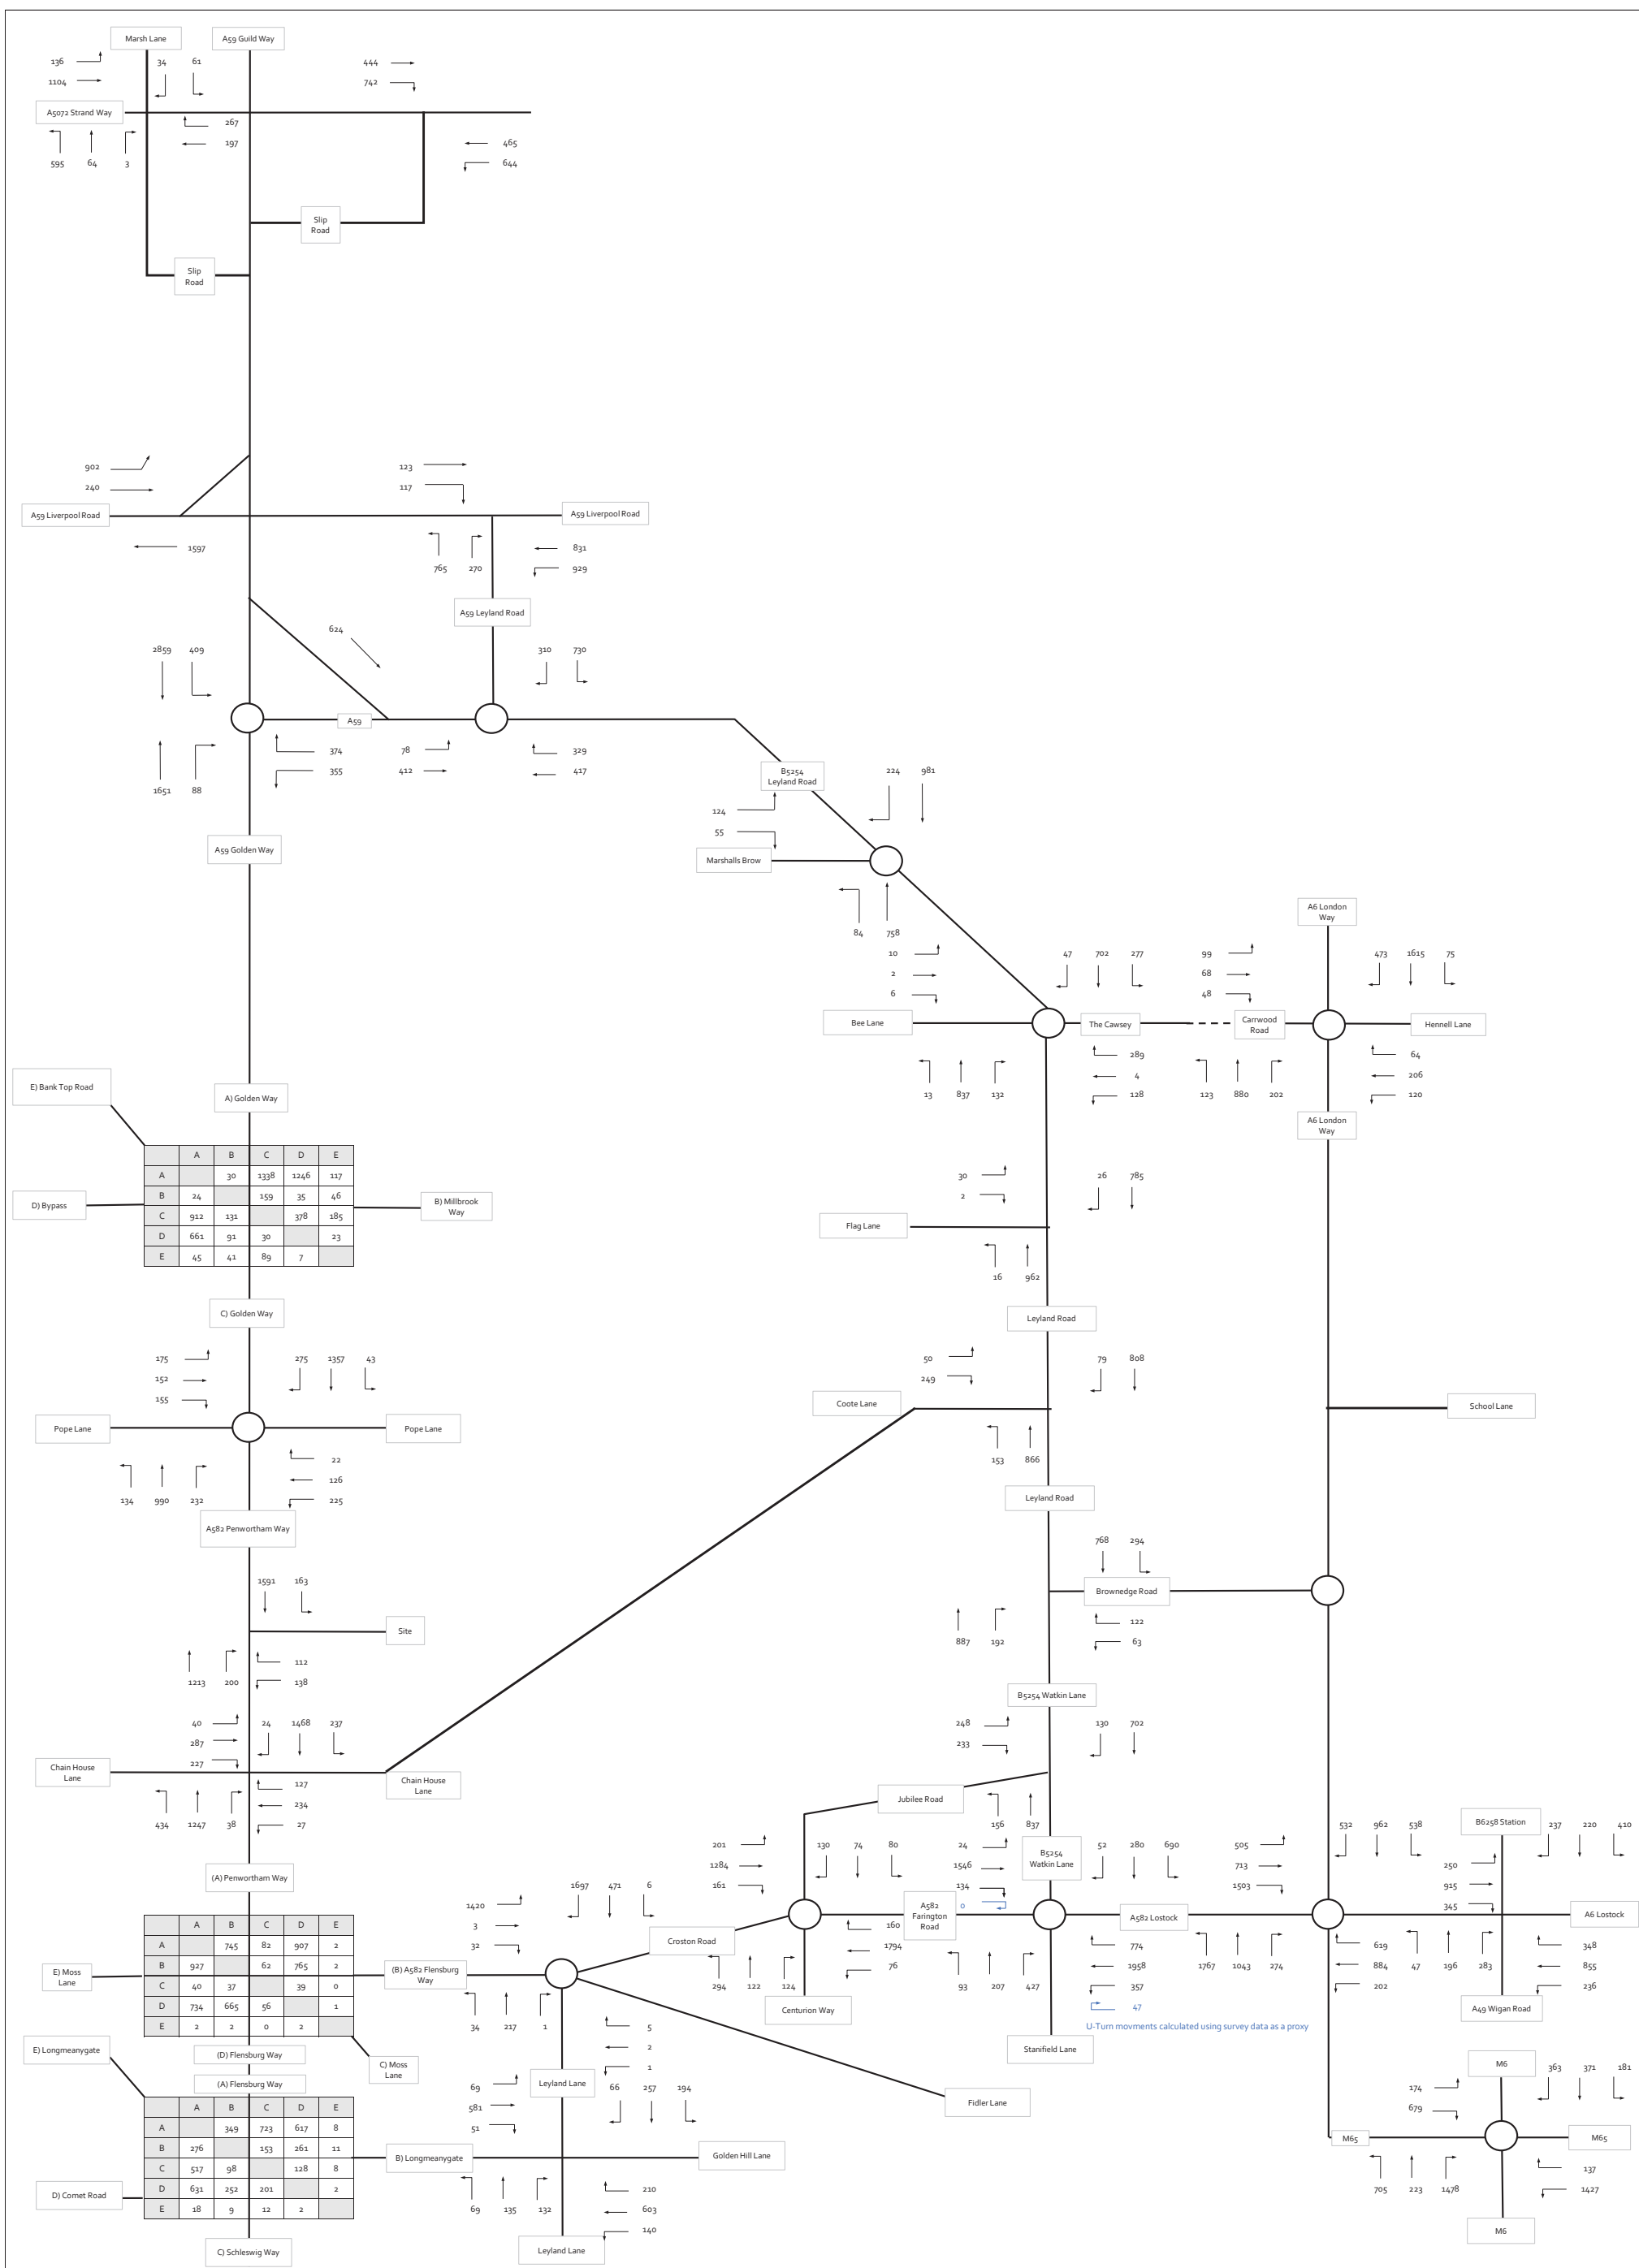 Marsh Lane
A59 Guild Way
136
34
61
444
1104
742
A5072 Strand Way
267
197
465
644
595
64
3
Slip
Road
Slip
Road
902
240
123
117
A59 Liverpool Road
A59 Liverpool Road
1597
831
929
765
270
A59 Leyland Road
624
2859
409
310
730
A59
374
355
78
412
329
417
1651
88
B5254
Leyland Road
224
981
124
55
A59 Golden Way
Marshalls Brow
84
758
A6 London
Way
10
2
6
47
702
277
99
68
48
473
1615
75
Bee Lane
The Cawsey
Carrwood
Road
Hennell Lane
289
4
128
64
206
120
13
837
132
123
880
202
E) Bank Top Road
A) Golden Way
A6 London
Way
A B C D E
A 30 1338 1246 117
B 24 159 35 46
C 912 131 378 185
D 661 91 30 23
E 45 41 89 7
D) Bypass
B) Millbrook
Way
30
2
26
785
Flag Lane
16
962
C) Golden Way
Leyland Road
175
152
155
275
1357
43
50
249
79
808
Coote Lane
School Lane
Pope Lane
Pope Lane
22
126
225
134
990
232
153
866
A582 Penwortham Way
Leyland Road
1591
163
768
294
Site
Brownedge Road
112
138
122
63
1213
200
887
192
B5254 Watkin Lane
40
287
227
24
1468
237
248
233
130
702
Chain House
Lane
Chain House
Lane
127
234
27
434
1247
38
Jubilee Road
156
837
(A) Penwortham Way
201
1284
161
130
74
80
24
1546
134
0
B5254
Watkin Lane
52
280
690
505
713
1503
532
962
538
B6258 Station
237
220
410
250
915
345
1420
3
32
1697
471
6
Croston Road
A582
Farington
Road
A582 Lostock
A6 Lostock
A B C D E
A 745 82 907 2
B 927 62 765 2
C 40 37 39 0
D 734 665 56 1
E 2 2 0 2
E) Moss
Lane
(B) A582 Flensburg
Way
160
1794
76
294
122
124
93
207
427
774
1958
357
47
1767
1043
274
619
884
202
47
196
283
348
855
236
Centurion Way
A49 Wigan Road
U-Turn movments calculated using survey data as a proxy
34
217
1
5
2
1
Stanifield Lane
E) Longmeanygate
(D) Flensburg Way
C) Moss
Lane
(A) Flensburg Way
Leyland Lane
Fidler Lane
M6
69
581
51
66
257
194
174
679
363
371
181
A B C D E
A 349 723 617 8
B 276 153 261 11
C 517 98 128 8
D 631 252 201 2
E 18 9 12 2
B) Longmeanygate
Golden Hill Lane
M65
M65
D) Comet Road
69
135
132
210
603
140
705
223
1478
137
1427
C) Schleswig Way
Leyland Lane
M6